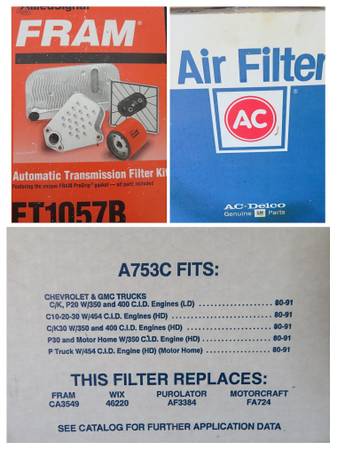 AlliedSignal
FRAM
Automatic Transmission Filter Kit
FT1057B
Air Filter
AC
AC-Delco
Genuine GM Parts
A753C FITS:
CHEVROLET & GMC TRUCKS
C/K, P20 W/350 and 400 C.I.D. Engines (LD) ........................ 80-91
C10-20-30 W/454 C.I.D. Engines (HD) ........................ 80-91
C/K30 W/350 and 400 C.I.D. Engines (HD) ........................ 80-91
P30 and Motor Home W/350 C.I.D. Engine (HD) ........................ 80-91
P Truck W/454 C.I.D. Engine (HD) (Motor Home) ........................ 80-91
THIS FILTER REPLACES:
FRAM WIX PUROLATOR MOTORCRAFT
CA3549 46220 AF3384 FA724
SEE CATALOG FOR FURTHER APPLICATION DATA